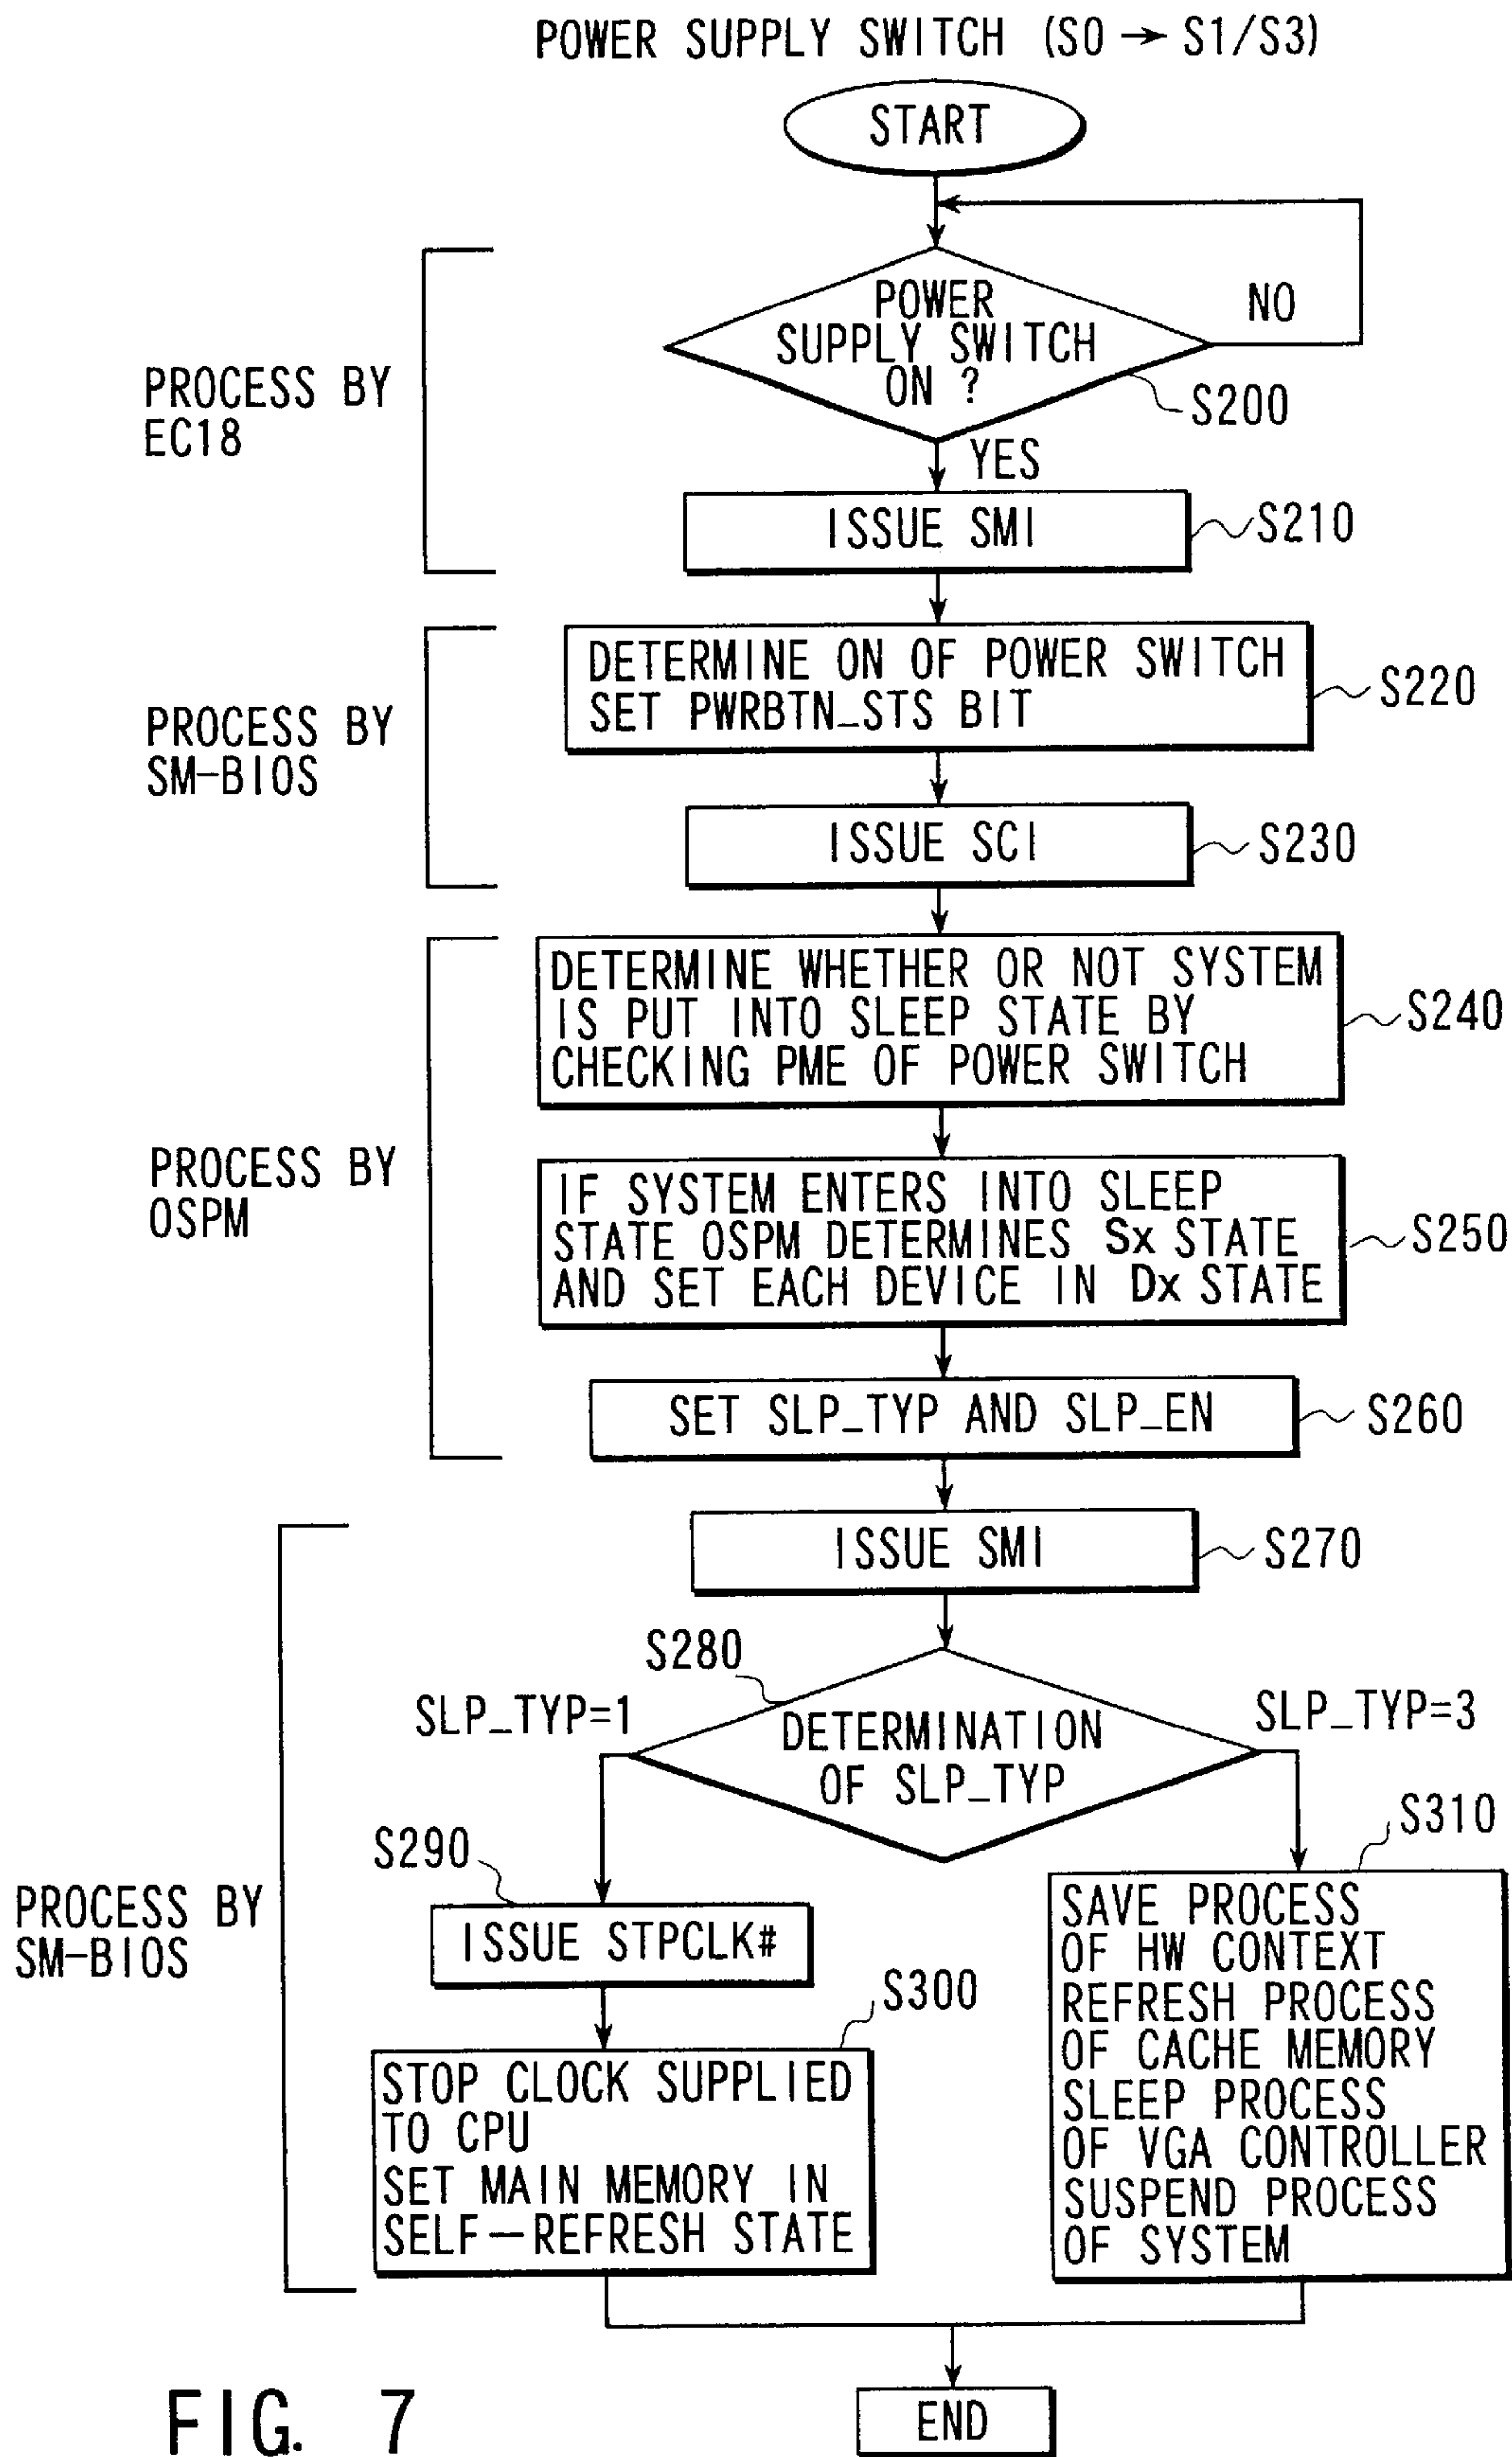 POWER SUPPLY SWITCH (S0 → S1/S3)
START
POWER
SUPPLY SWITCH
ON ?
NO
S200
YES
PROCESS BY
EC18
ISSUE SMI
S210
DETERMINE ON OF POWER SWITCH
SET PWRBTN_STS BIT
S220
PROCESS BY
SM-BIOS
ISSUE SCI
S230
DETERMINE WHETHER OR NOT SYSTEM
IS PUT INTO SLEEP STATE BY
CHECKING PME OF POWER SWITCH
S240
PROCESS BY
OSPM
IF SYSTEM ENTERS INTO SLEEP
STATE OSPM DETERMINES Sx STATE
AND SET EACH DEVICE IN Dx STATE
S250
SET SLP_TYP AND SLP_EN
S260
ISSUE SMI
S270
S280
SLP_TYP=1
DETERMINATION
OF SLP_TYP
SLP_TYP=3
PROCESS BY
SM-BIOS
S290
ISSUE STPCLK#
S300
STOP CLOCK SUPPLIED
TO CPU
SET MAIN MEMORY IN
SELF-REFRESH STATE
S310
SAVE PROCESS
OF HW CONTEXT
REFRESH PROCESS
OF CACHE MEMORY
SLEEP PROCESS
OF VGA CONTROLLER
SUSPEND PROCESS
OF SYSTEM
END
FIG. 7